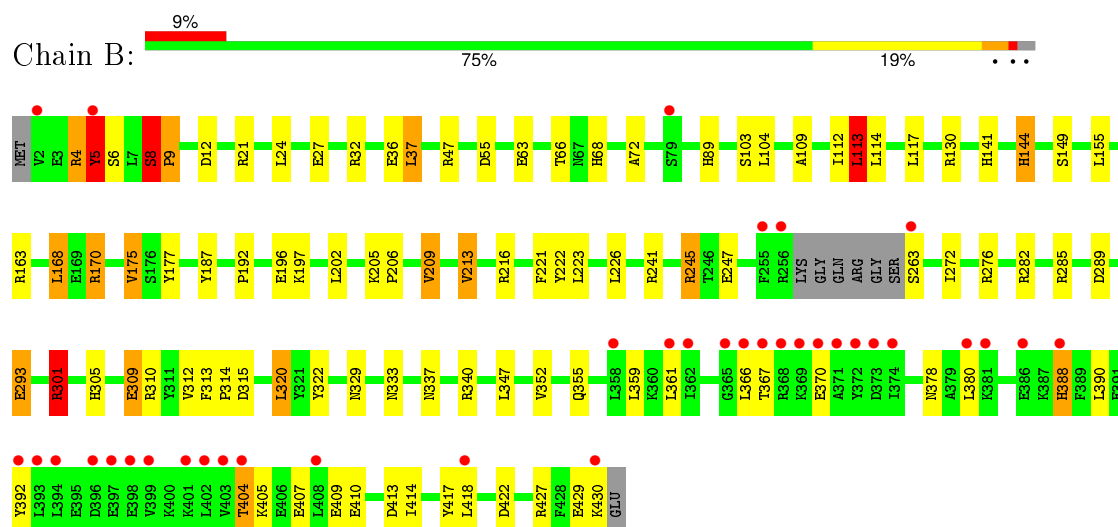 9%
Chain B:
75% 19% • • •
MET V2 E3 R4 Y5 S6 L7 S8 P9 D12 R21 L24 E27 R32 E36 L37 R47 D55 E63 T66 N67 H68 A72 S79 H89 S103 L104 A109 I112 L113 L114 L117 R130 H141 H144 S149 L155
R163 L168 E169 R170 V175 S176 Y177 Y187 P192 E196 K197 L202 K205 P206 V209 V213 R216 F221 Y222 L223 L226 R241 R245 T246 E247 F255 R256 LYS GLY GLN ARG GLY SER S263 I272 R276 R282 R285 D289
E293 R301 H305 E309 R310 Y311 V312 F313 P314 D315 L320 Y321 Y322 N329 N333 N337 R340 L347 V352 Q355 L358 L359 K360 L361 I362 G365 L366 T367 R368 K369 E370 A371 Y372 D373 I374 N378 A379 L380 K381 E386 K387 H388 F389 L390 E391
Y392 L393 L394 E395 D396 E397 E398 V399 K400 K401 L402 V403 T404 K405 E406 E407 L408 E409 E410 D413 I414 Y417 L418 D422 R427 F428 E429 K430 GLU